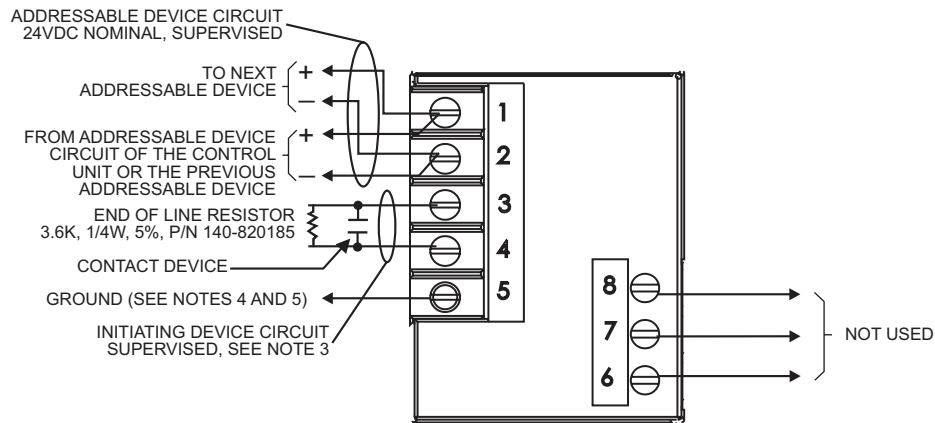 ADDRESSABLE DEVICE CIRCUIT
24VDC NOMINAL, SUPERVISED
TO NEXT
ADDRESSABLE DEVICE
+
–
FROM ADDRESSABLE DEVICE
CIRCUIT OF THE CONTROL
UNIT OR THE PREVIOUS
ADDRESSABLE DEVICE
+
–
END OF LINE RESISTOR
3.6K, 1/4W, 5%, P/N 140-820185
CONTACT DEVICE
GROUND (SEE NOTES 4 AND 5)
INITIATING DEVICE CIRCUIT
SUPERVISED, SEE NOTE 3
1
2
3
4
5
8
7
6
NOT USED